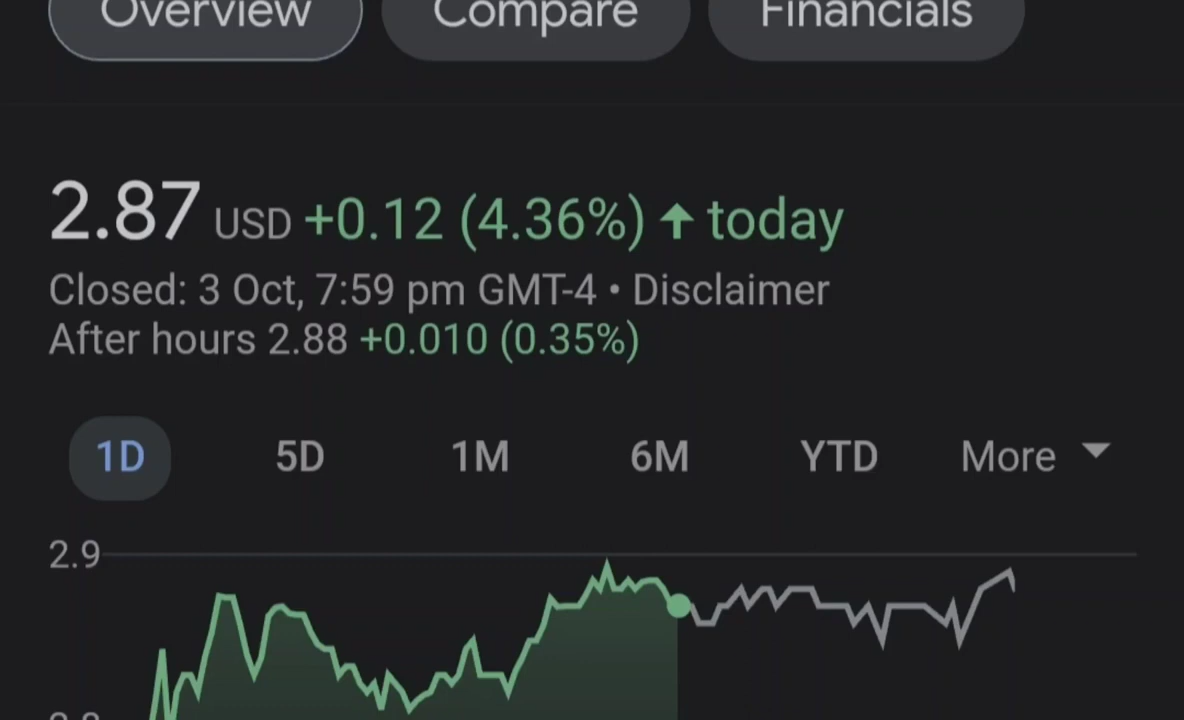 Overview Compare Financials
2.87 USD +0.12 (4.36%) ↑ today
Closed: 3 Oct, 7:59 pm GMT-4 • Disclaimer
After hours 2.88 +0.010 (0.35%)
1D 5D 1M 6M YTD More
2.9